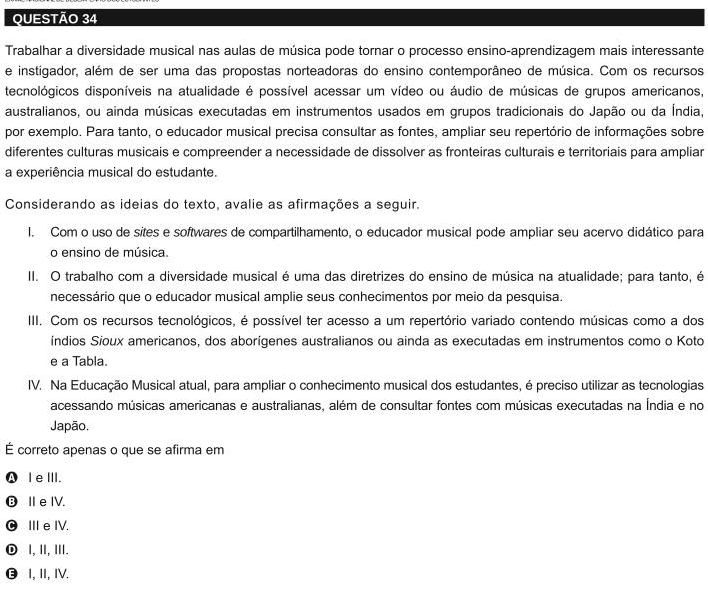 QUESTÃO 34
Trabalhar a diversidade musical nas aulas de música pode tornar o processo ensino-aprendizagem mais interessante
e instigador, além de ser uma das propostas norteadoras do ensino contemporâneo de música. Com os recursos
tecnológicos disponíveis na atualidade é possível acessar um vídeo ou áudio de músicas de grupos americanos,
australianos, ou ainda músicas executadas em instrumentos usados em grupos tradicionais do Japão ou da Índia,
por exemplo. Para tanto, o educador musical precisa consultar as fontes, ampliar seu repertório de informações sobre
diferentes culturas musicais e compreender a necessidade de dissolver as fronteiras culturais e territoriais para ampliar
a experiência musical do estudante.
Considerando as ideias do texto, avalie as afirmações a seguir.
I. Com o uso de sites e softwares de compartilhamento, o educador musical pode ampliar seu acervo didático para
o ensino de música.
II. O trabalho com a diversidade musical é uma das diretrizes do ensino de música na atualidade; para tanto, é
necessário que o educador musical amplie seus conhecimentos por meio da pesquisa.
III. Com os recursos tecnológicos, é possível ter acesso a um repertório variado contendo músicas como a dos
índios Sioux americanos, dos aborígenes australianos ou ainda as executadas em instrumentos como o Koto
e a Tabla.
IV. Na Educação Musical atual, para ampliar o conhecimento musical dos estudantes, é preciso utilizar as tecnologias
acessando músicas americanas e australianas, além de consultar fontes com músicas executadas na Índia e no
Japão.
É correto apenas o que se afirma em
A I e III.
B II e IV.
C III e IV.
D I, II, III.
E I, II, IV.